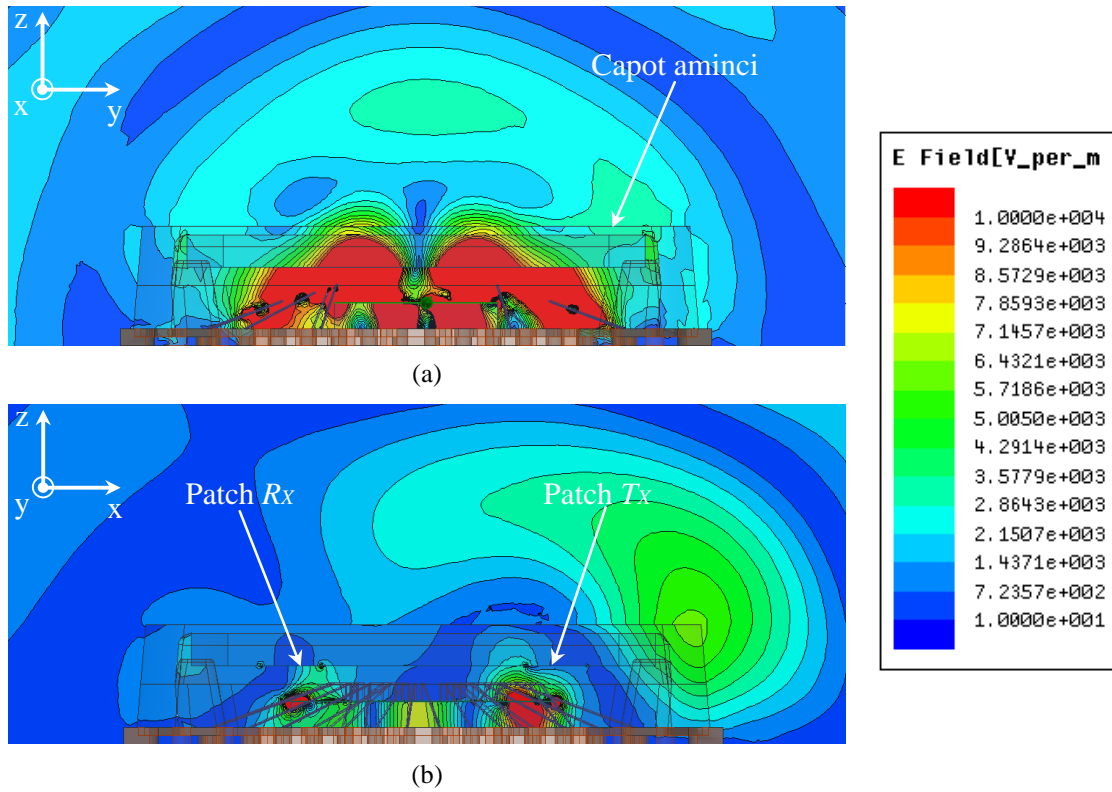 z
x
y
Capot aminci
(a)
z
y
x
Patch Rx
Patch Tx
(b)
E Field[V_per_m
1.0000e+004
9.2864e+003
8.5729e+003
7.8593e+003
7.1457e+003
6.4321e+003
5.7186e+003
5.0050e+003
4.2914e+003
3.5779e+003
2.8643e+003
2.1507e+003
1.4371e+003
7.2357e+002
1.0000e+001